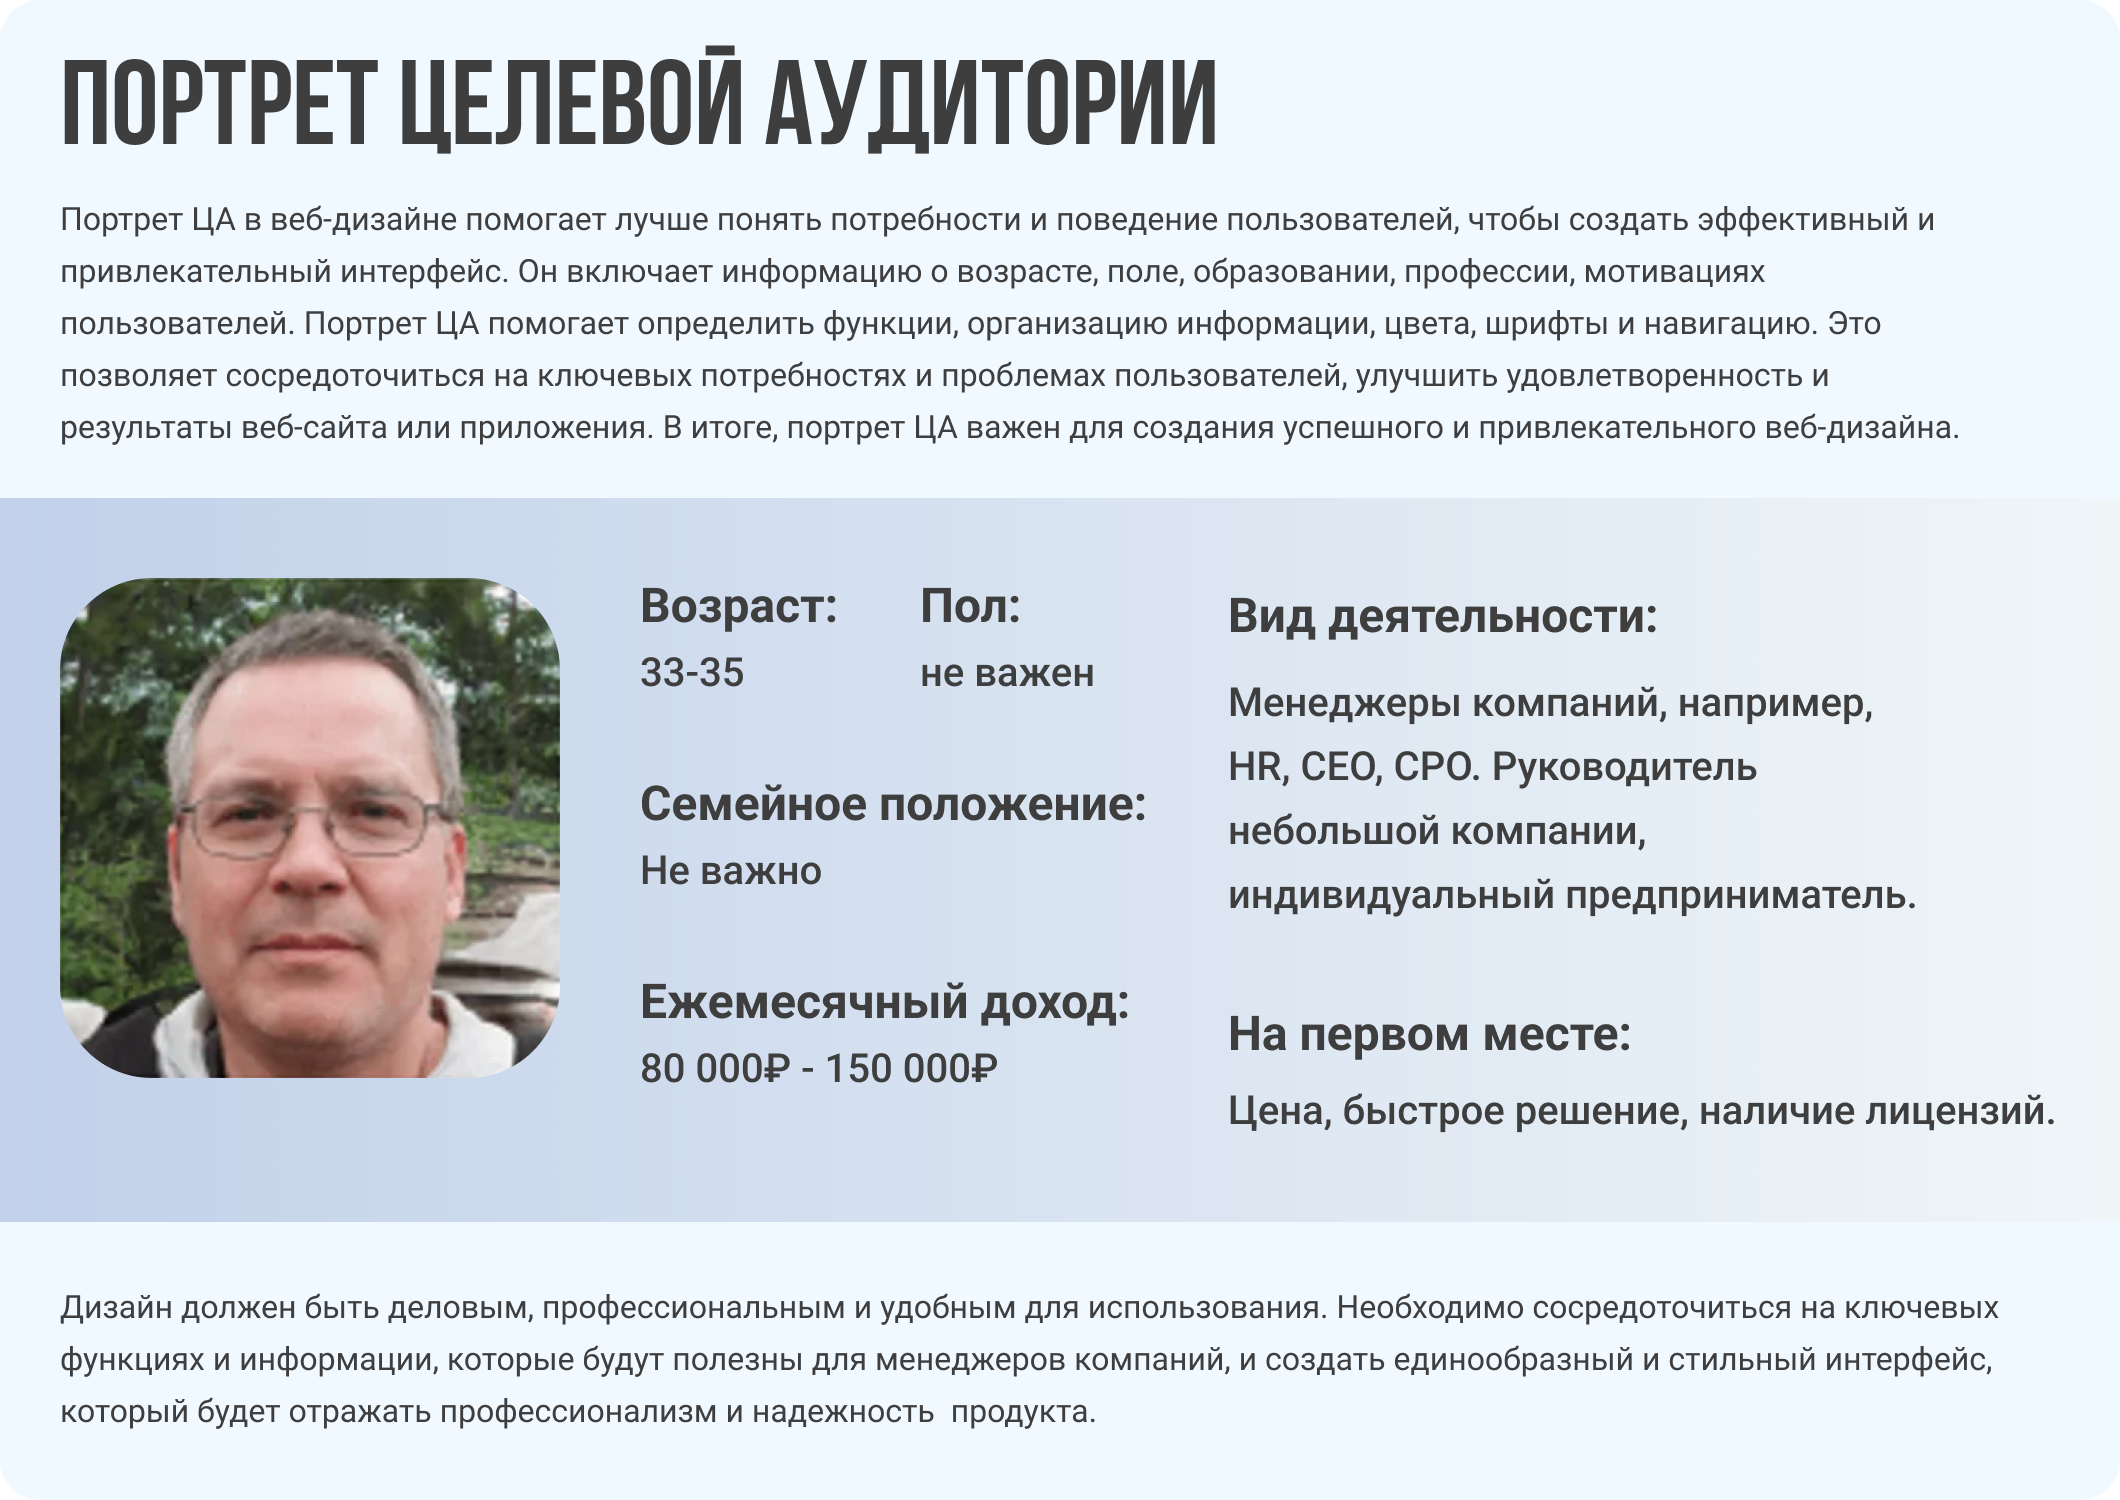 ПОРТРЕТ ЦЕЛЕВОЙ АУДИТОРИИ
Портрет ЦА в веб-дизайне помогает лучше понять потребности и поведение пользователей, чтобы создать эффективный и
привлекательный интерфейс. Он включает информацию о возрасте, поле, образовании, профессии, мотивациях
пользователей. Портрет ЦА помогает определить функции, организацию информации, цвета, шрифты и навигацию. Это
позволяет сосредоточиться на ключевых потребностях и проблемах пользователей, улучшить удовлетворенность и
результаты веб-сайта или приложения. В итоге, портрет ЦА важен для создания успешного и привлекательного веб-дизайна.
Возраст:
33-35
Пол:
не важен
Семейное положение:
Не важно
Ежемесячный доход:
80 000₽ - 150 000₽
Вид деятельности:
Менеджеры компаний, например,
HR, CEO, CPO. Руководитель
небольшой компании,
индивидуальный предприниматель.
На первом месте:
Цена, быстрое решение, наличие лицензий.
Дизайн должен быть деловым, профессиональным и удобным для использования. Необходимо сосредоточиться на ключевых
функциях и информации, которые будут полезны для менеджеров компаний, и создать единообразный и стильный интерфейс,
который будет отражать профессионализм и надежность  продукта.